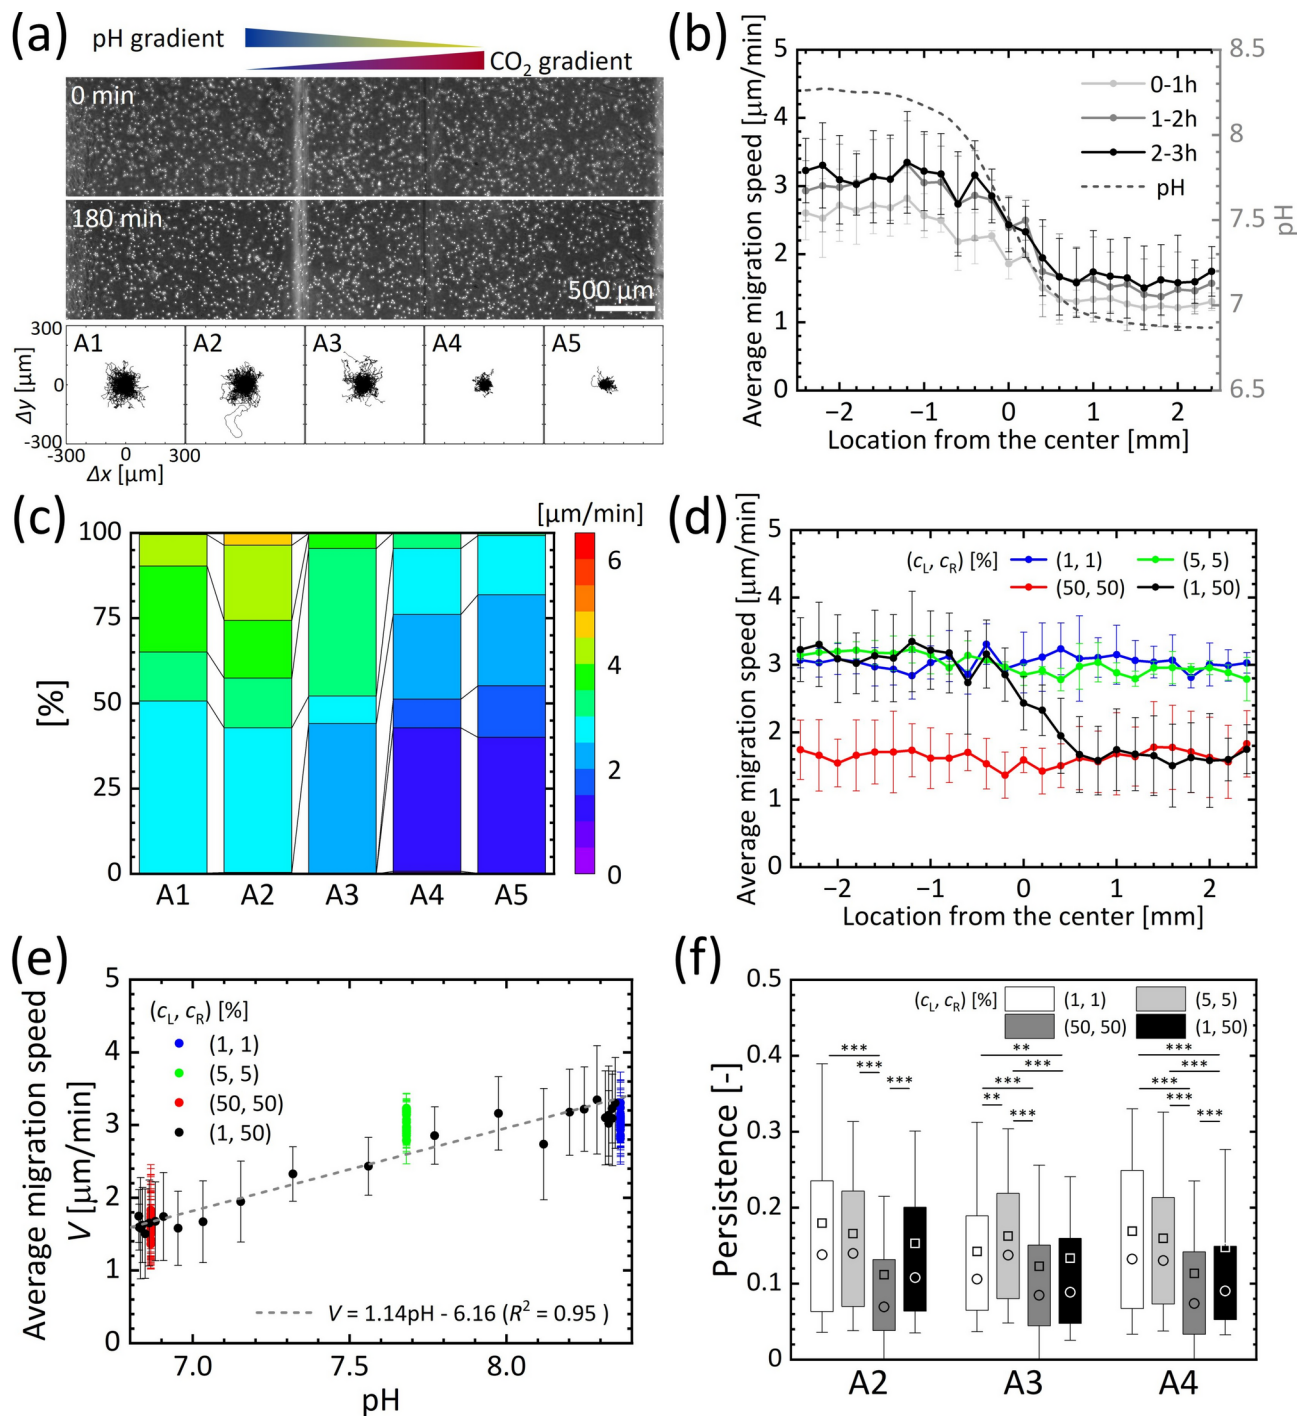 (a)
pH gradient
CO2 gradient
0 min
180 min
500 μm
A1 A2 A3 A4 A5
300
0
-300
Δy [μm]
-300 0 300
Δx [μm]
(b)
5
4
3
2
1
0
Average migration speed [μm/min]
0-1h
1-2h
2-3h
pH
8.5
8
7.5
7
6.5
pH
−2 −1 0 1 2
Location from the center [mm]
(c)
[μm/min]
100
75
50
25
0
[%]
6
4
2
0
A1 A2 A3 A4 A5
(d)
5
4
3
2
1
0
Average migration speed [μm/min]
(cL, cR) [%]
(1, 1)
(5, 5)
(50, 50)
(1, 50)
−2 −1 0 1 2
Location from the center [mm]
(e)
5
4
3
2
1
0
Average migration speed
V [μm/min]
(cL, cR) [%]
(1, 1)
(5, 5)
(50, 50)
(1, 50)
V = 1.14pH - 6.16 (R2 = 0.95 )
7.0 7.5 8.0
pH
(f)
0.5
0.4
0.3
0.2
0.1
0
Persistence [-]
(cL, cR) [%]
(1, 1)
(5, 5)
(50, 50)
(1, 50)
*** ** ***
*** *** *** ***
*** *** ***
** *** *** ***
A2 A3 A4